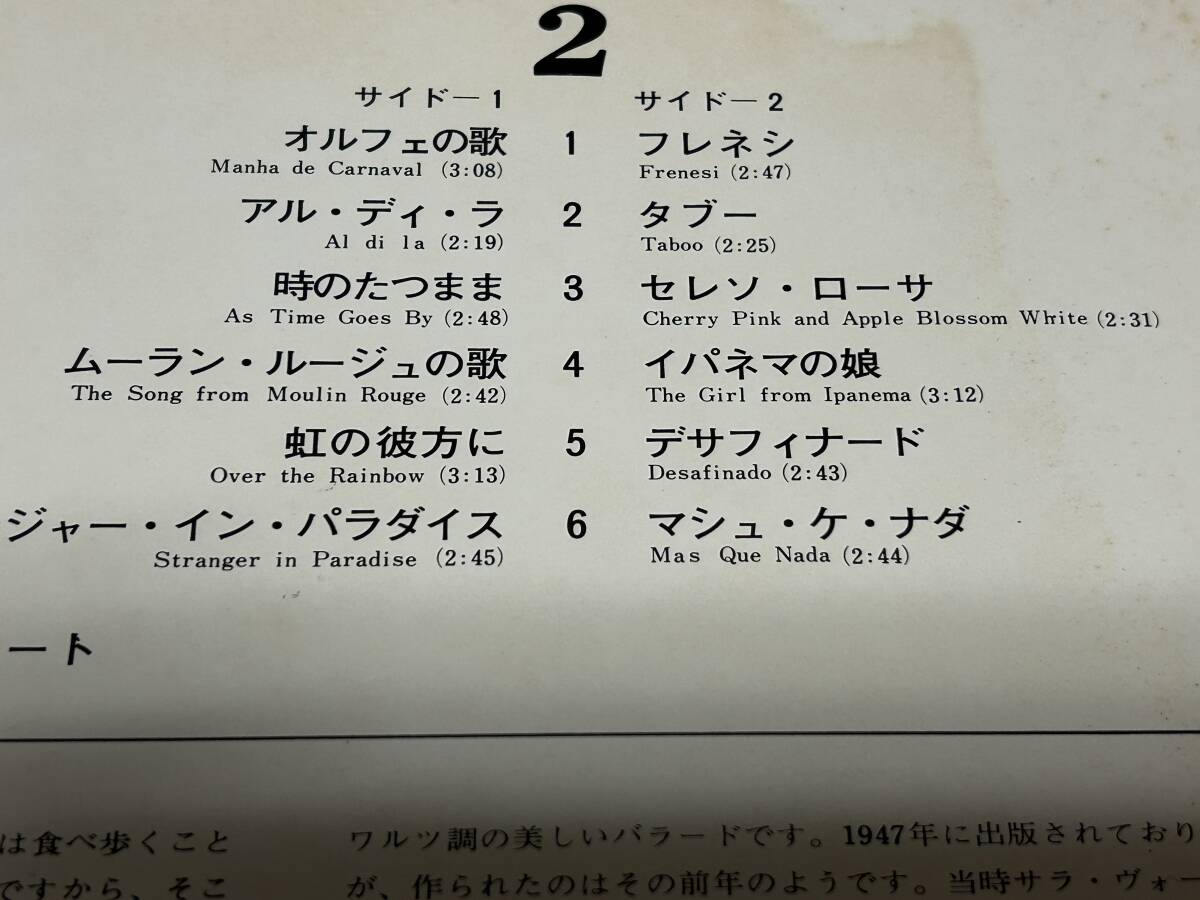 2
サイド—1
オルフェの歌 1
Manha de Carnaval (3:08)
アル・ディ・ラ 2
Al di la (2:19)
時のたつまま 3
As Time Goes By (2:48)
ムーラン・ルージュの歌 4
The Song from Moulin Rouge (2:42)
虹の彼方に 5
Over the Rainbow (3:13)
ジャー・イン・パラダイス 6
Stranger in Paradise (2:45)
サイド—2
フレネシ
Frenesi (2:47)
タブー
Taboo (2:25)
セレソ・ローサ
Cherry Pink and Apple Blossom White (2:31)
イパネマの娘
The Girl from Ipanema (3:12)
デサフィナード
Desafinado (2:43)
マシュ・ケ・ナダ
Mas Que Nada (2:44)
ート
は食べ歩くこと
ですから、そこ
ワルツ調の美しいバラードです。1947年に出版されており
が、作られたのはその前年のようです。当時サラ・ヴォー